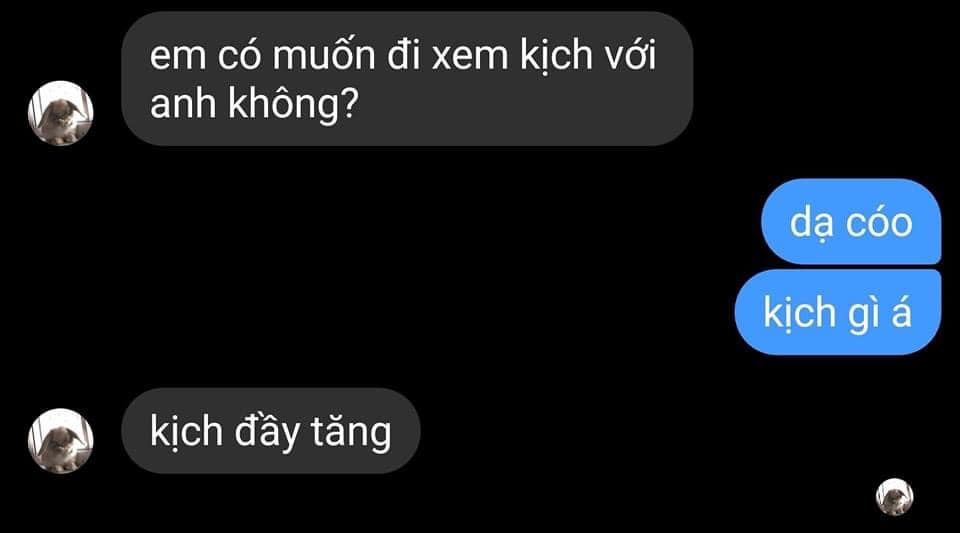 em có muốn đi xem kịch với
anh không?
dạ cóo
kịch gì á
kịch đầy tăng